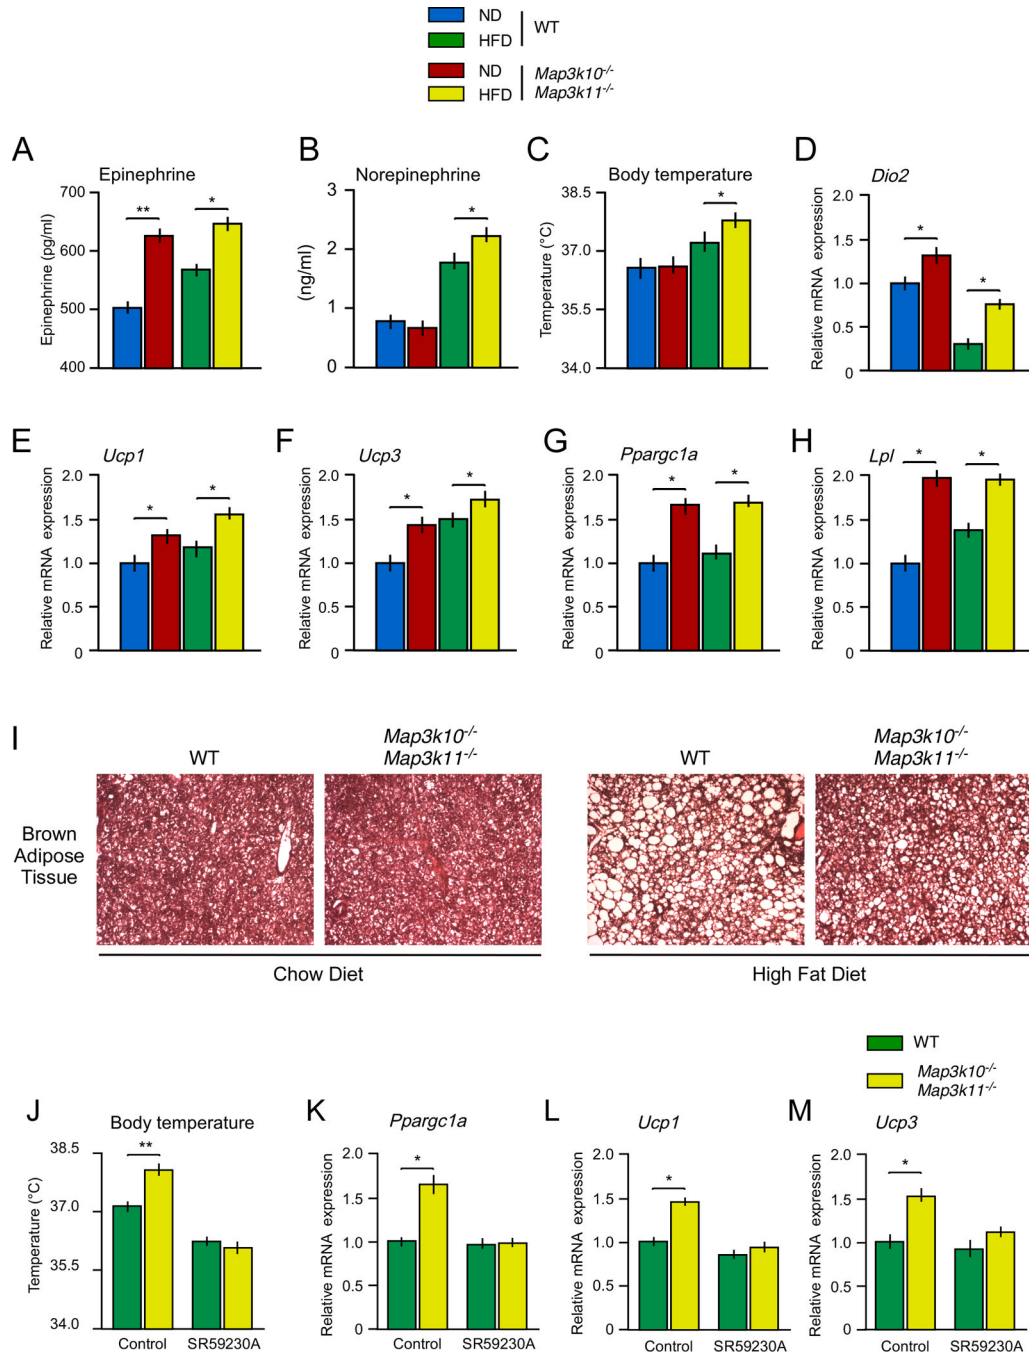 ND
HFD
WT
ND
HFD
Map3k10-/-
Map3k11-/-
A
Epinephrine
Epinephrine (pg/ml)
700
600
500
400
**
*
B
Norepinephrine
(ng/ml)
3
2
1
0
*
C
Body temperature
Temperature (°C)
38.5
37.0
35.5
34.0
*
D
Dio2
Relative mRNA expression
2.0
1.5
1.0
0.5
0
*
*
E
Ucp1
Relative mRNA expression
2.0
1.5
1.0
0.5
0
*
*
F
Ucp3
Relative mRNA expression
2.0
1.5
1.0
0.5
0
*
*
G
Ppargc1a
Relative mRNA expression
2.0
1.5
1.0
0.5
0
*
*
H
Lpl
Relative mRNA expression
2.0
1.5
1.0
0.5
0
*
*
I
WT
Map3k10-/-
Map3k11-/-
WT
Map3k10-/-
Map3k11-/-
Brown
Adipose
Tissue
Chow Diet
High Fat Diet
WT
Map3k10-/-
Map3k11-/-
J
Body temperature
Temperature (°C)
38.5
37.0
35.5
34.0
**
Control
SR59230A
K
Ppargc1a
Relative mRNA expression
2.0
1.5
1.0
0.5
0
*
Control
SR59230A
L
Ucp1
Relative mRNA expression
2.0
1.5
1.0
0.5
0
*
Control
SR59230A
M
Ucp3
Relative mRNA expression
2.0
1.5
1.0
0.5
0
*
Control
SR59230A